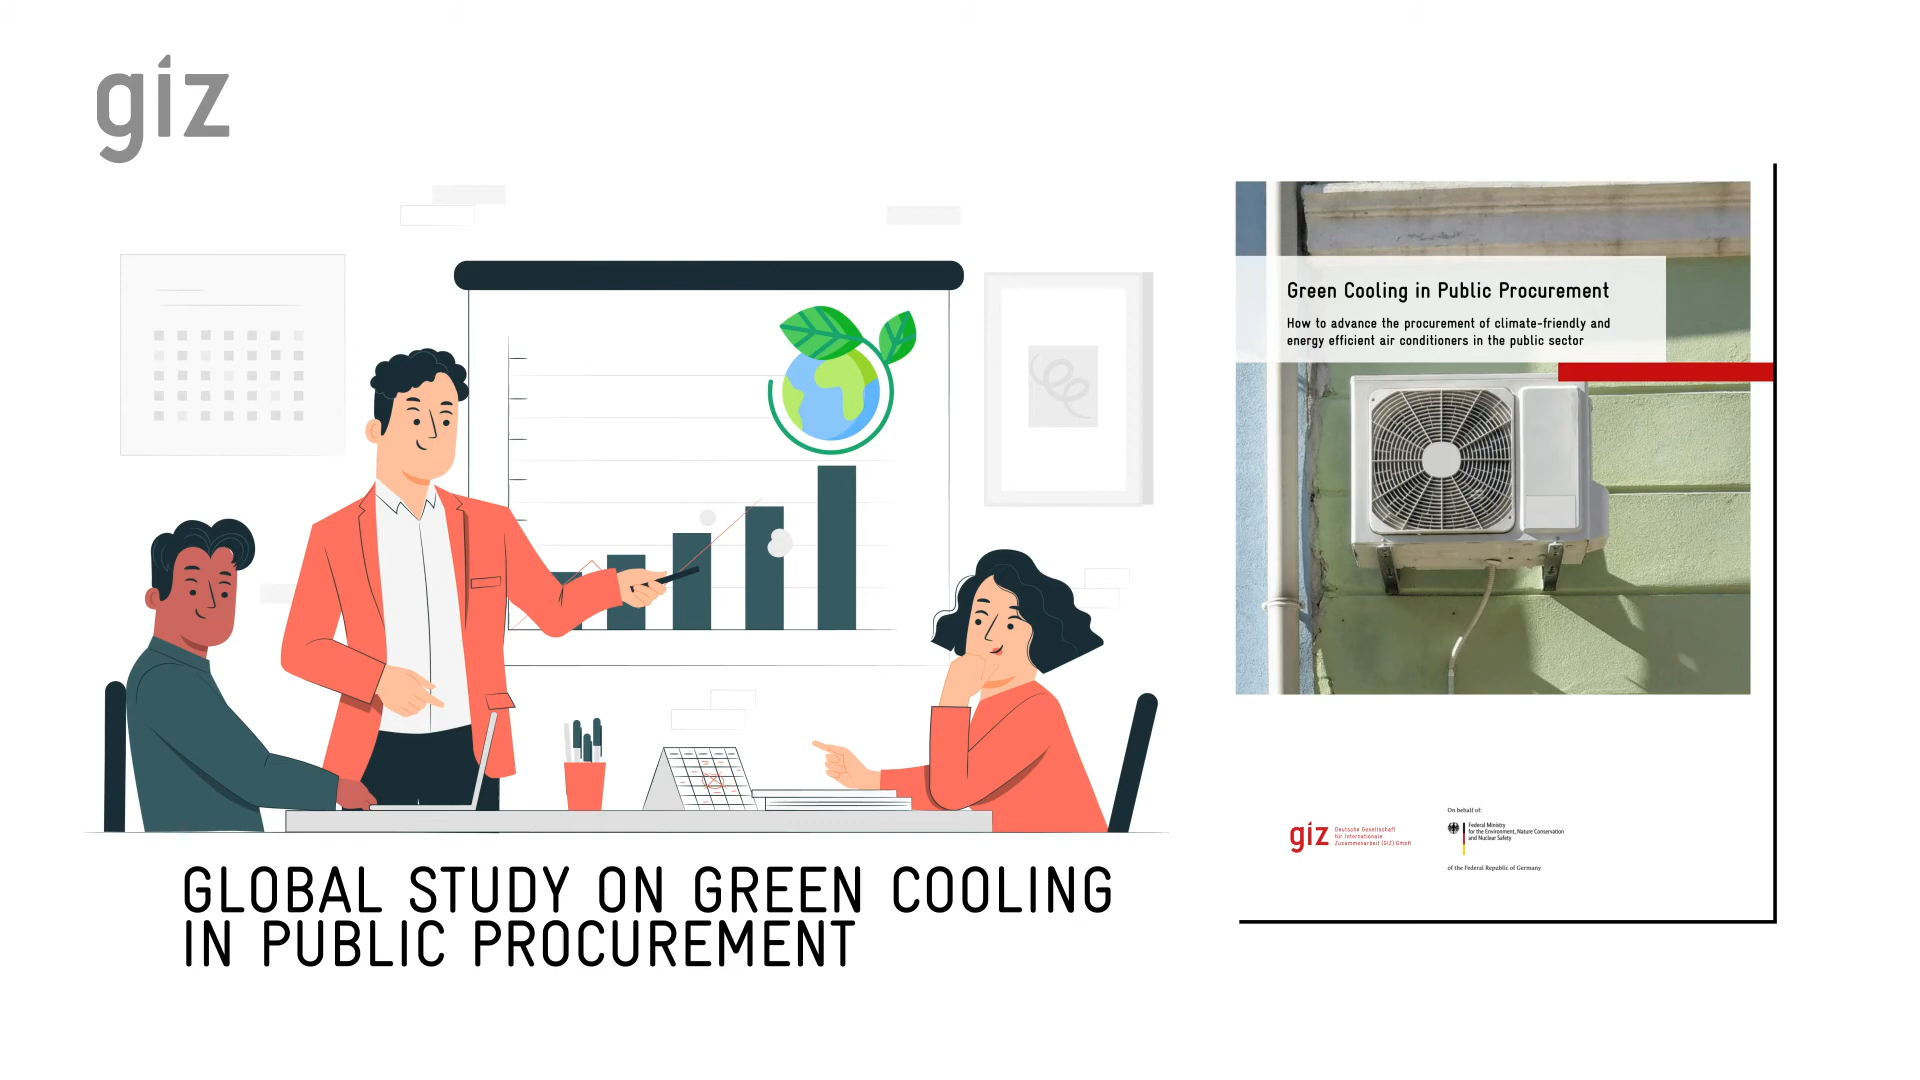 giz
Green Cooling in Public Procurement
How to advance the procurement of climate-friendly and
energy efficient air conditioners in the public sector
giz
Deutsche Gesellschaft
für Internationale
Zusammenarbeit (GIZ) GmbH
On behalf of:
Federal Ministry
for the Environment, Nature Conservation
and Nuclear Safety
of the Federal Republic of Germany
GLOBAL STUDY ON GREEN COOLING
IN PUBLIC PROCUREMENT